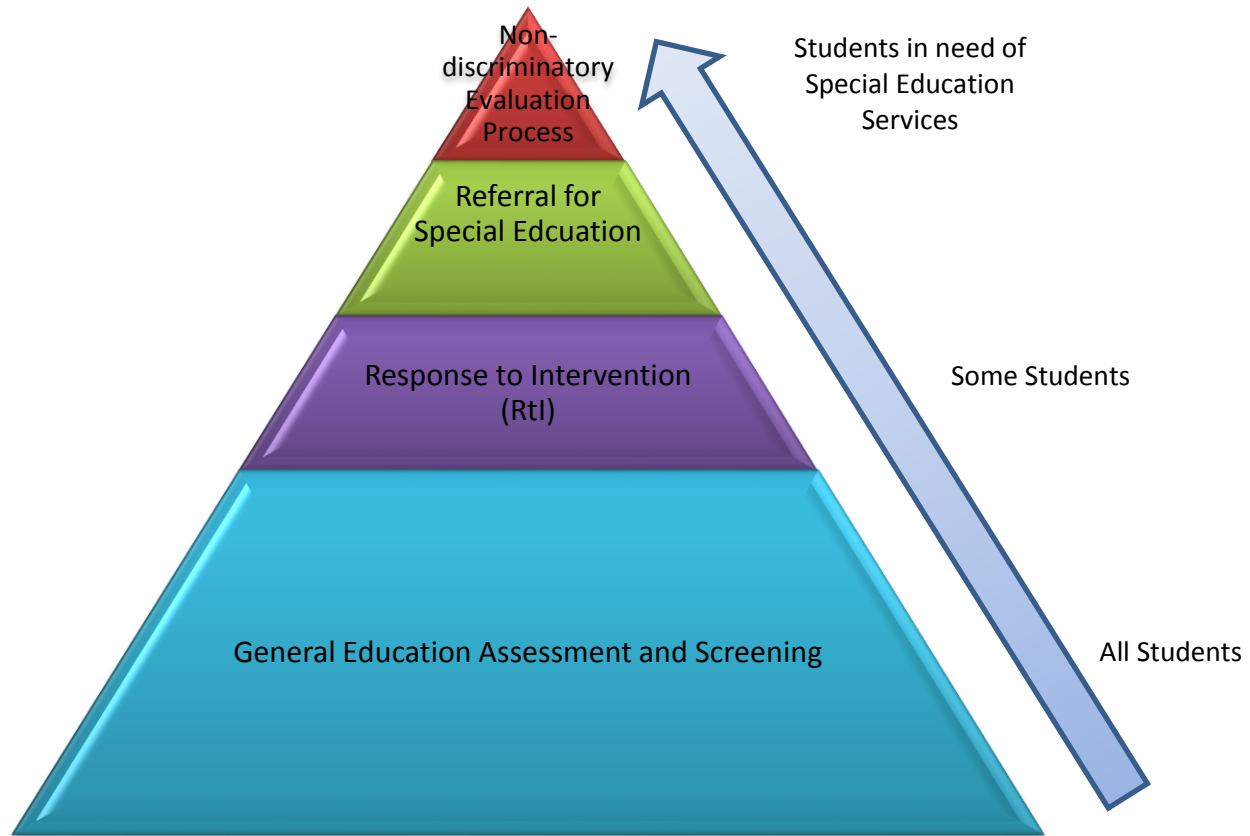 Non-
discriminatory
Evaluation
Process
Students in need of
Special Education
Services
Referral for
Special Edcuation
Response to Intervention
(RtI)
Some Students
General Education Assessment and Screening
All Students